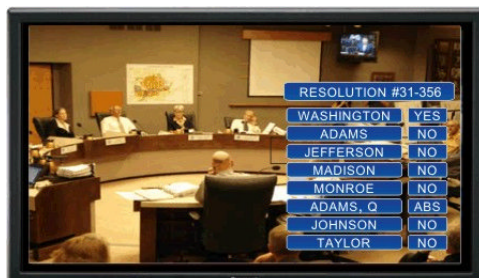 RESOLUTION #31-356
WASHINGTON YES
ADAMS NO
JEFFERSON NO
MADISON NO
MONROE NO
ADAMS, Q ABS
JOHNSON NO
TAYLOR NO